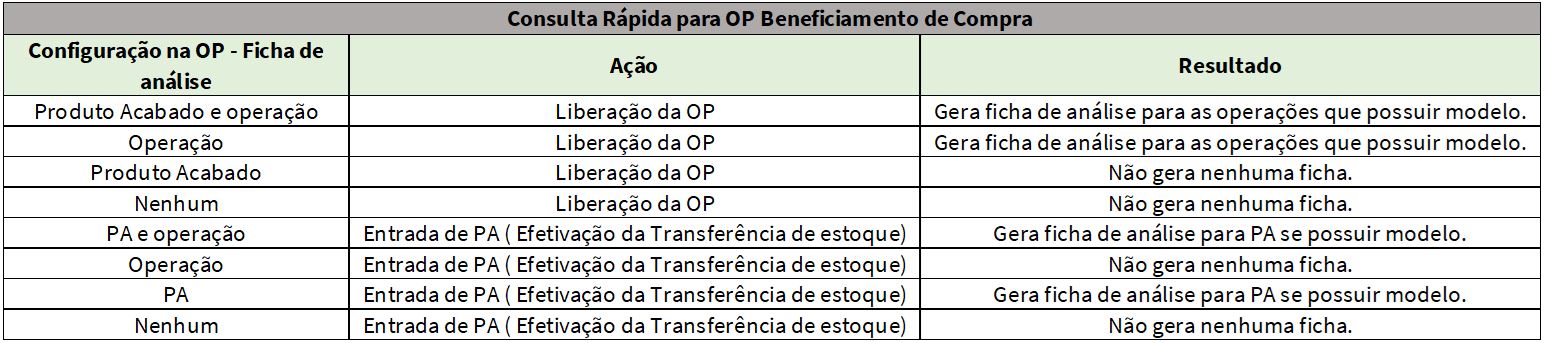 Consulta Rápida para OP Beneficiamento de Compra
Configuração na OP - Ficha de
análise
Ação
Resultado
Produto Acabado e operação Liberação da OP Gera ficha de análise para as operações que possuir modelo.
Operação Liberação da OP Gera ficha de análise para as operações que possuir modelo.
Produto Acabado Liberação da OP Não gera nenhuma ficha.
Nenhum Liberação da OP Não gera nenhuma ficha.
PA e operação Entrada de PA ( Efetivação da Transferência de estoque) Gera ficha de análise para PA se possuir modelo.
Operação Entrada de PA ( Efetivação da Transferência de estoque) Não gera nenhuma ficha.
PA Entrada de PA ( Efetivação da Transferência de estoque) Gera ficha de análise para PA se possuir modelo.
Nenhum Entrada de PA ( Efetivação da Transferência de estoque) Não gera nenhuma ficha.